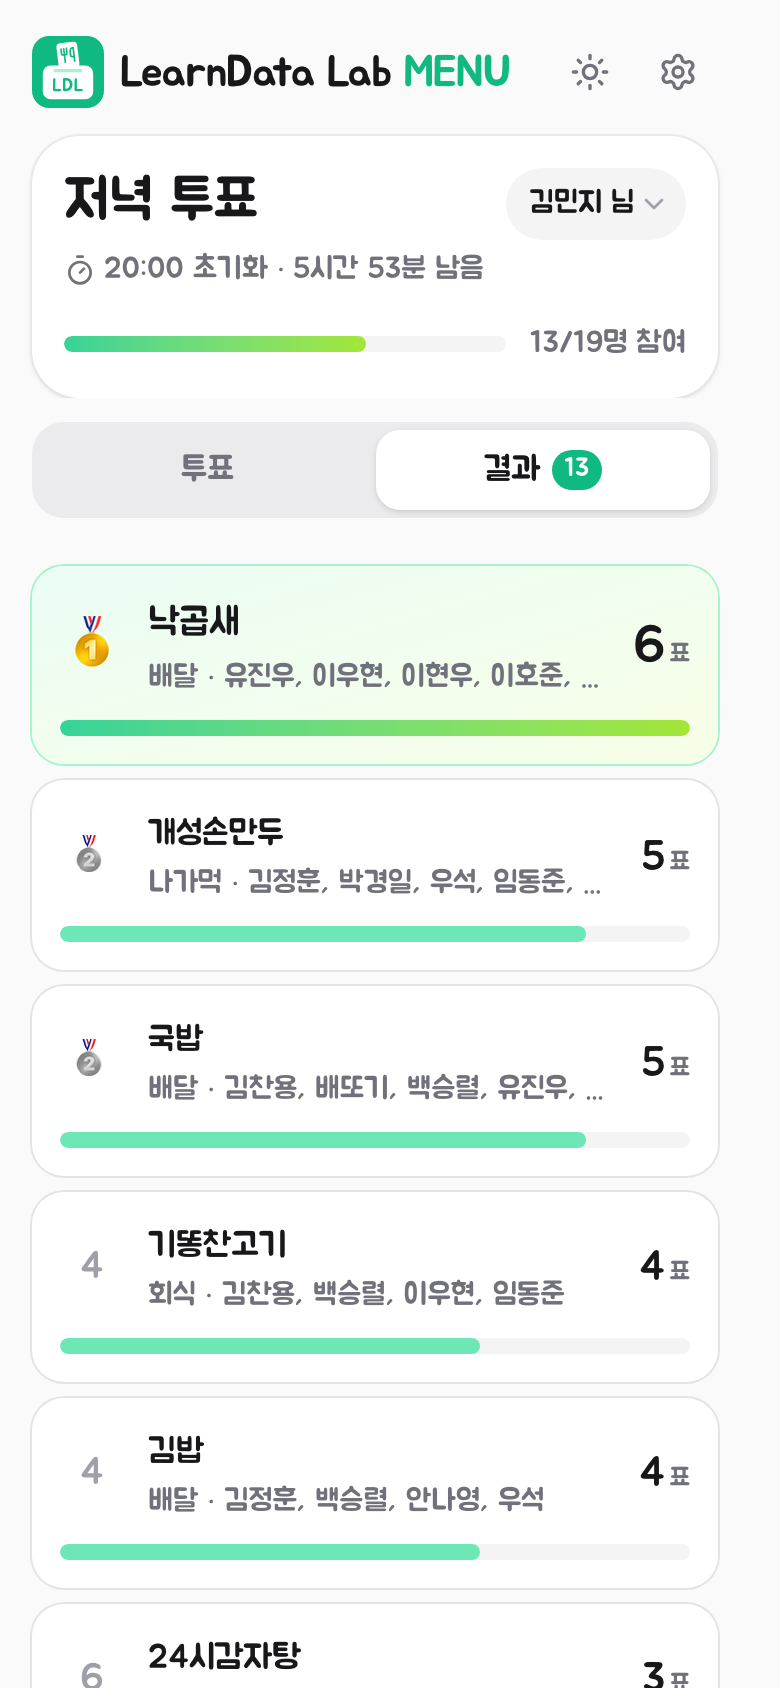 LDL
LearnData Lab MENU
저녁 투표
김민지 님
20:00 초기화 · 5시간 53분 남음
13/19명 참여
투표
결과 13
1
낙곱새
6표
배달 · 유진우, 이우현, 이현우, 이호준, ...
2
개성손만두
5표
나가먹 · 김정훈, 박경일, 우석, 임동준, ...
2
국밥
5표
배달 · 김찬용, 배또기, 백승렬, 유진우, ...
4
기똥찬고기
4표
회식 · 김찬용, 백승렬, 이우현, 임동준
4
김밥
4표
배달 · 김정훈, 백승렬, 안나영, 우석
6
24시감자탕
3표